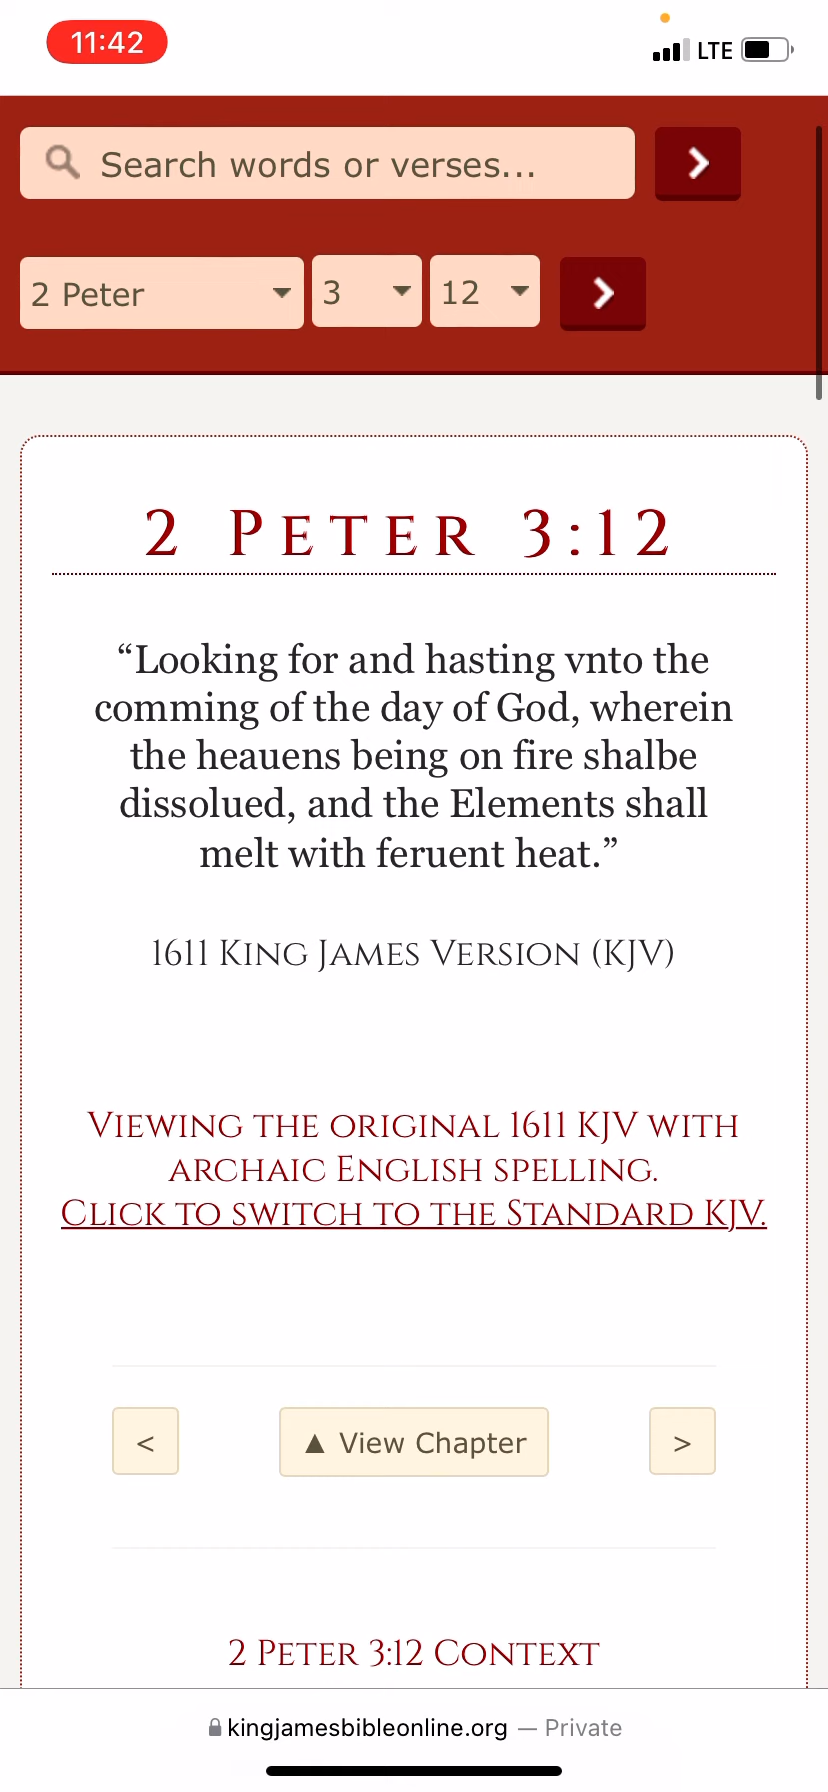 11:42
LTE
Search words or verses...
2 Peter 3 12
2 Peter 3:12
“Looking for and hasting vnto the
comming of the day of God, wherein
the heauens being on fire shalbe
dissolued, and the Elements shall
melt with feruent heat.”
1611 King James Version (KJV)
Viewing the original 1611 KJV with
archaic English spelling.
Click to switch to the Standard KJV.
< ▲ View Chapter >
2 Peter 3:12 Context
kingjamesbibleonline.org — Private